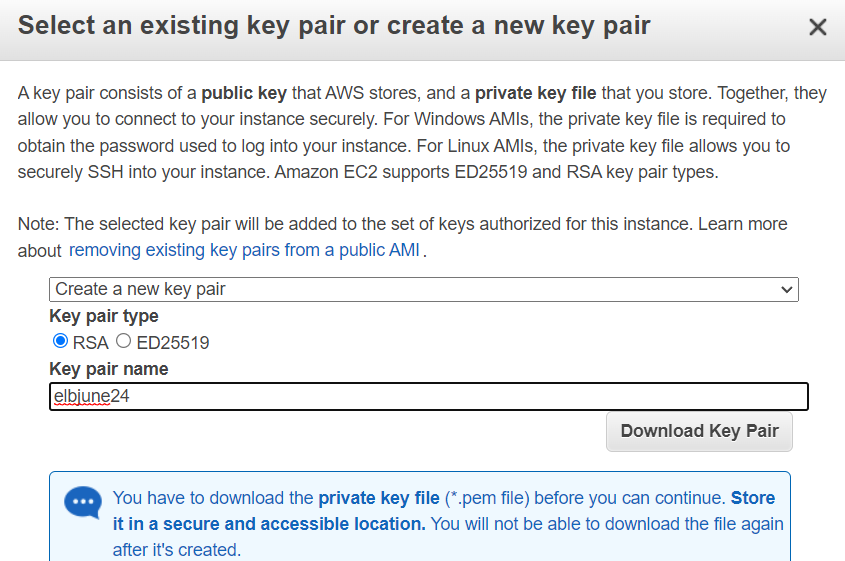 Select an existing key pair or create a new key pair
A key pair consists of a public key that AWS stores, and a private key file that you store. Together, they
allow you to connect to your instance securely. For Windows AMIs, the private key file is required to
obtain the password used to log into your instance. For Linux AMIs, the private key file allows you to
securely SSH into your instance. Amazon EC2 supports ED25519 and RSA key pair types.
Note: The selected key pair will be added to the set of keys authorized for this instance. Learn more
about removing existing key pairs from a public AMI .
Create a new key pair
Key pair type
RSA ED25519
Key pair name
elbjune24
Download Key Pair
You have to download the private key file (*.pem file) before you can continue. Store
it in a secure and accessible location. You will not be able to download the file again
after it's created.